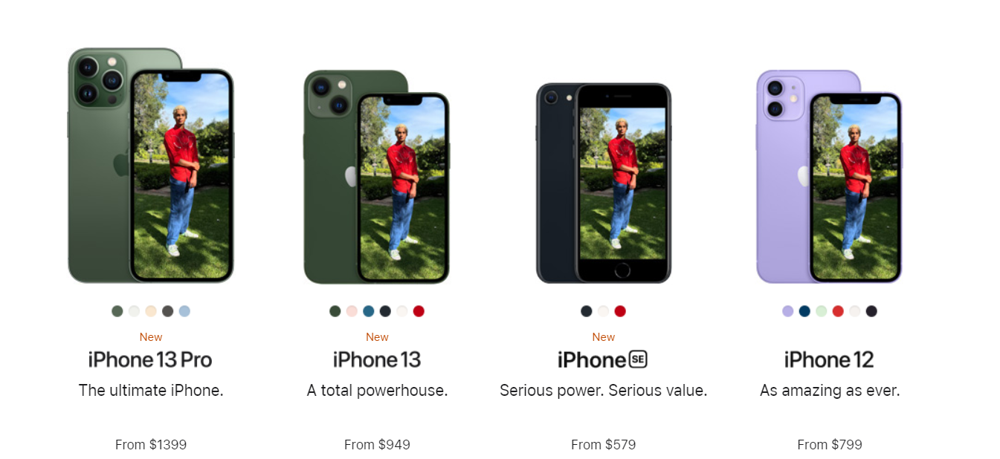 New
iPhone 13 Pro
The ultimate iPhone.
From $1399
New
iPhone 13
A total powerhouse.
From $949
New
iPhone SE
Serious power. Serious value.
From $579
iPhone 12
As amazing as ever.
From $799